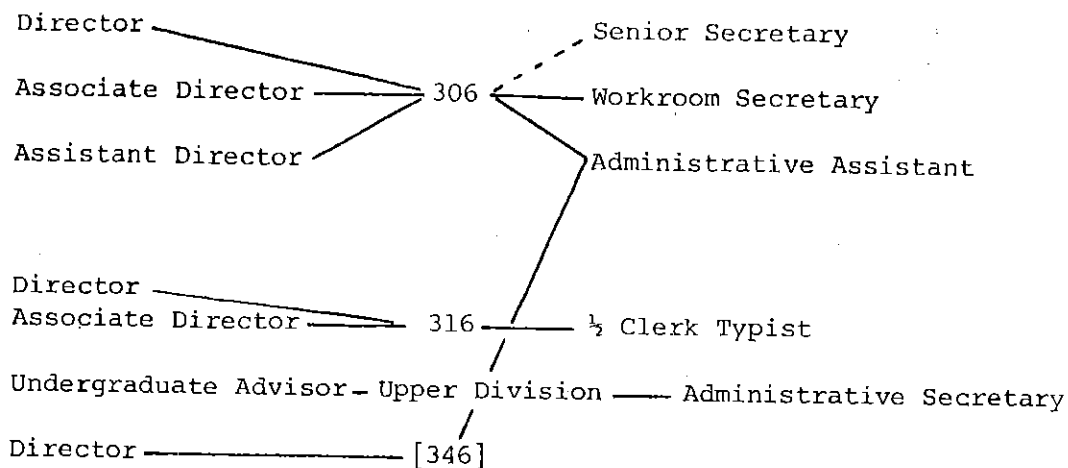 Director
Senior Secretary
Associate Director 306 Workroom Secretary
Assistant Director
Administrative Assistant
Director
Associate Director 316 ½ Clerk Typist
Undergraduate Advisor Upper Division Administrative Secretary
Director [346]